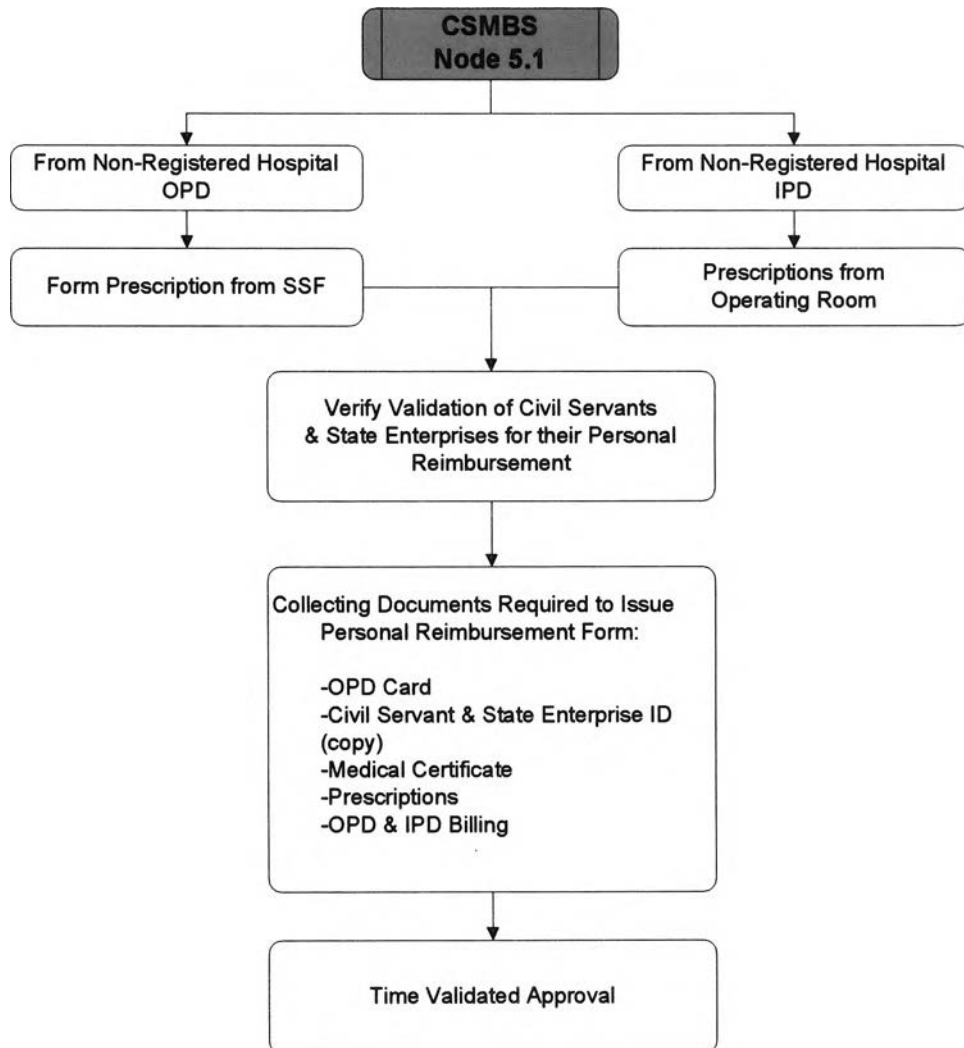 CSMBS
Node 5.1
From Non-Registered Hospital
OPD
From Non-Registered Hospital
IPD
Form Prescription from SSF
Prescriptions from
Operating Room
Verify Validation of Civil Servants
& State Enterprises for their Personal
Reimbursement
Collecting Documents Required to Issue
Personal Reimbursement Form:
-OPD Card
-Civil Servant & State Enterprise ID
(copy)
-Medical Certificate
-Prescriptions
-OPD & IPD Billing
Time Validated Approval